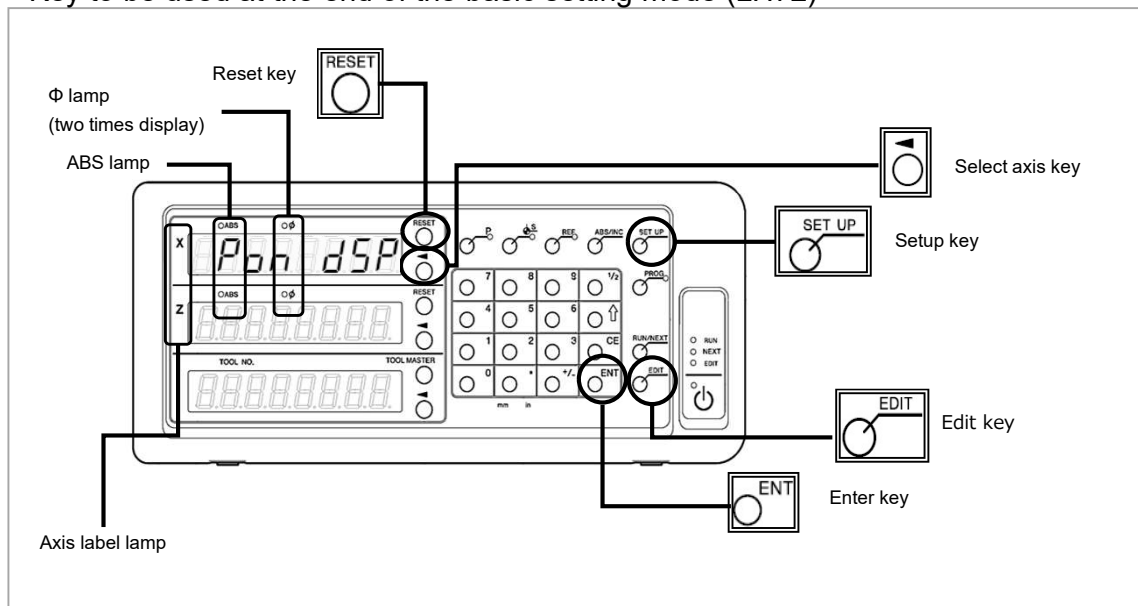 Key to be used at the end of the basic setting mode (LH72)
Reset key
RESET
Φ lamp
(two times display)
ABS lamp
Select axis key
SET UP
Setup key
X
ABS
ϕ
Poh dSP
RESET
P
S
REF
ABS/INC
SET UP
Z
ABS
ϕ
RESET
7
8
9
1/2
PROG
4
5
6
⇧
1
2
3
CE
RUN/NEXT
TOOL NO.
TOOL MASTER
0
•
+/-
ENT
EDIT
mm
in
RUN
NEXT
EDIT
EDIT
Edit key
ENT
Enter key
Axis label lamp